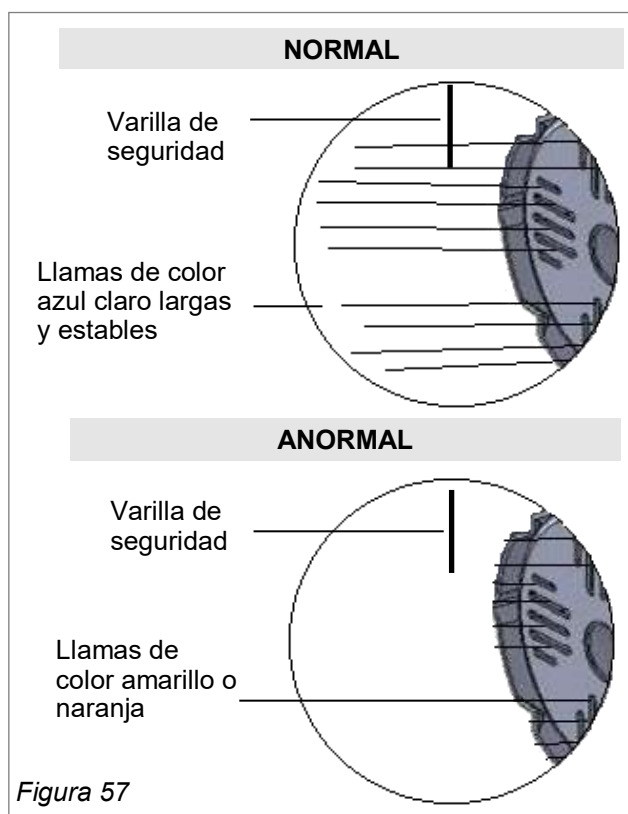 NORMAL
Varilla de
seguridad
Llamas de color
azul claro largas
y estables
ANORMAL
Varilla de
seguridad
Llamas de
color amarillo o
naranja
Figura 57